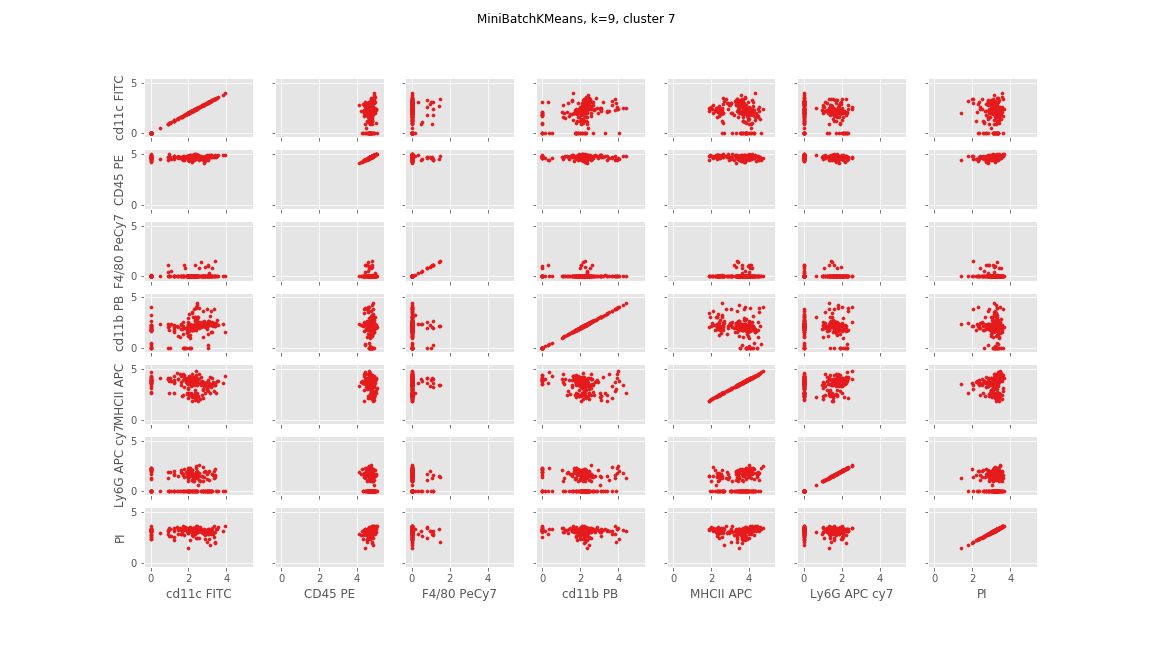 MiniBatchKMeans, k=9, cluster 7
cd11c FITC
5
0
CD45 PE
5
0
F4/80 PeCy7
5
0
cd11b PB
5
0
MHCII APC
5
0
Ly6G APC cy7
5
0
PI
5
0
0 2 4 0 2 4 0 2 4 0 2 4 0 2 4 0 2 4 0 2 4
cd11c FITC CD45 PE F4/80 PeCy7 cd11b PB MHCII APC Ly6G APC cy7 PI